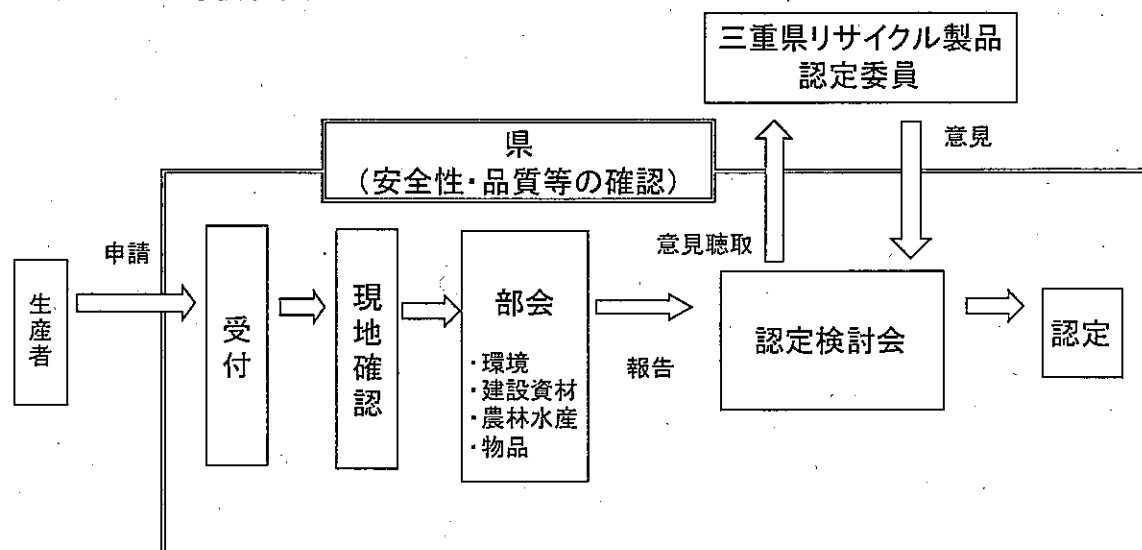 三重県リサイクル製品
認定委員
県
(安全性・品質等の確認)
意見
申請
意見聴取
生産者
受付
現地確認
部会
・環境
・建設資材
・農林水産
・物品
報告
認定検討会
認定